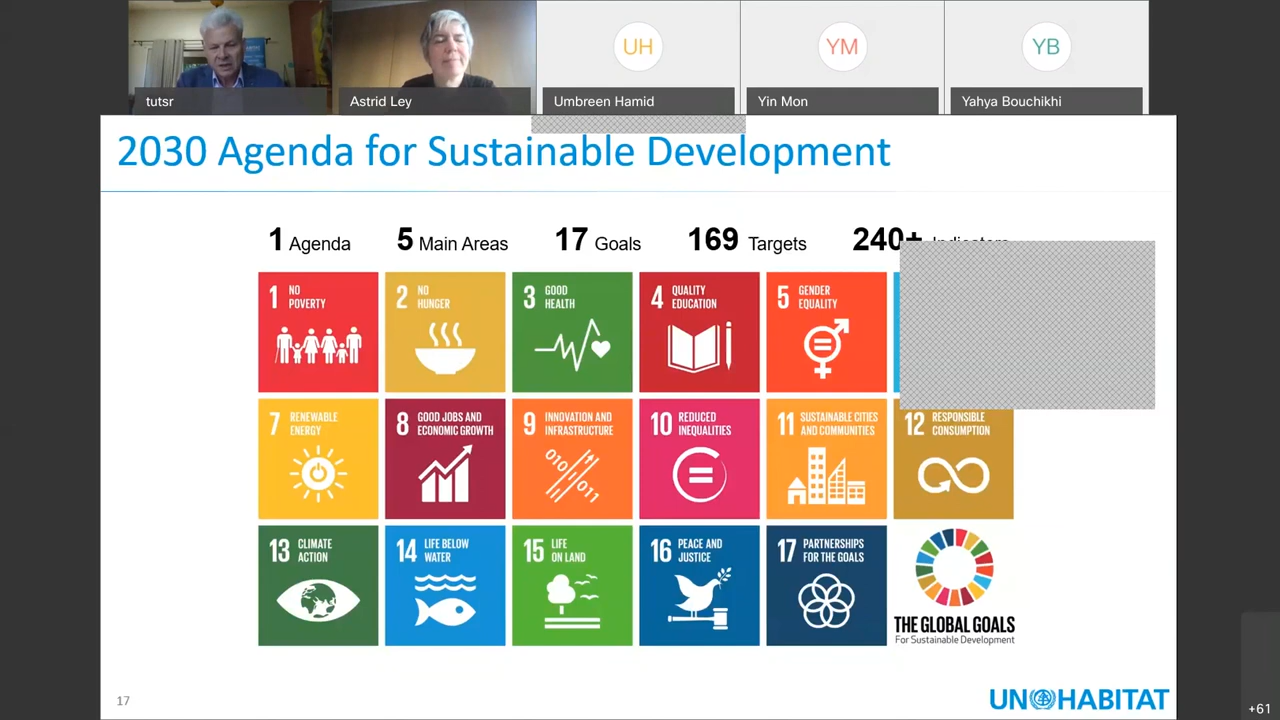 UH
YM
YB
tutsr
Astrid Ley
Umbreen Hamid
Yin Mon
Yahya Bouchikhi
2030 Agenda for Sustainable Development
1 Agenda
5 Main Areas
17 Goals
169 Targets
240+
1 NO
POVERTY
2 NO
HUNGER
3 GOOD
HEALTH
4 QUALITY
EDUCATION
5 GENDER
EQUALITY
7 RENEWABLE
ENERGY
8 GOOD JOBS AND
ECONOMIC GROWTH
9 INNOVATION AND
INFRASTRUCTURE
010
011
10 REDUCED
INEQUALITIES
11 SUSTAINABLE CITIES
AND COMMUNITIES
12 RESPONSIBLE
CONSUMPTION
13 CLIMATE
ACTION
14 LIFE BELOW
WATER
15 LIFE
ON LAND
16 PEACE AND
JUSTICE
17 PARTNERSHIPS
FOR THE GOALS
THE GLOBAL GOALS
For Sustainable Development
17
UN HABITAT
+61